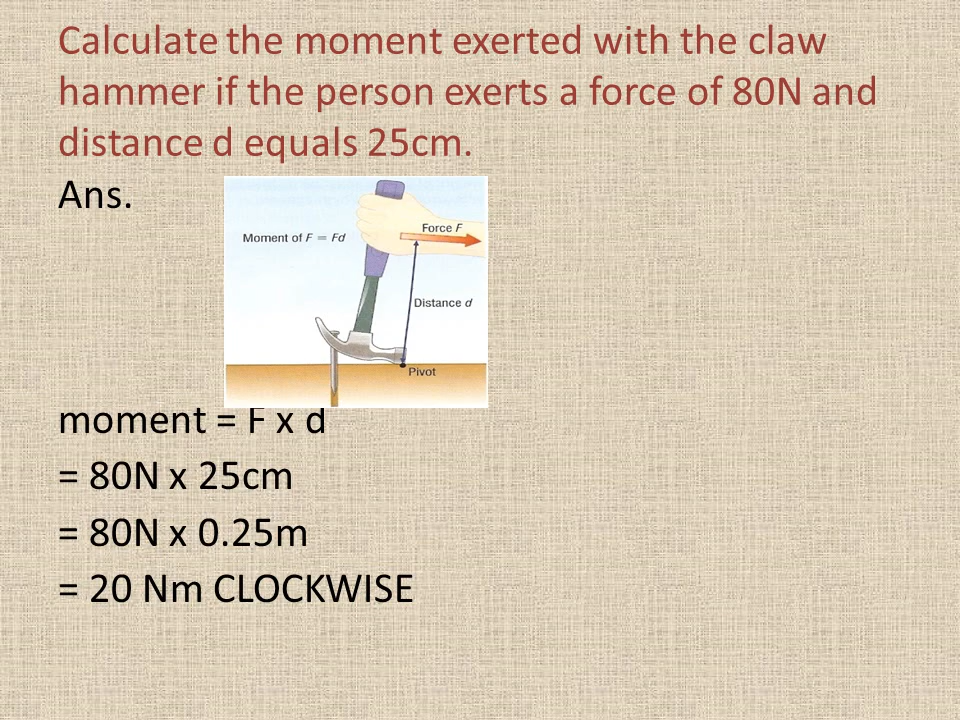 Calculate the moment exerted with the claw
hammer if the person exerts a force of 80N and
distance d equals 25cm.
Ans.
Force F
Moment of F = Fd
Distance d
Pivot
moment = F x d
= 80N x 25cm
= 80N x 0.25m
= 20 Nm CLOCKWISE